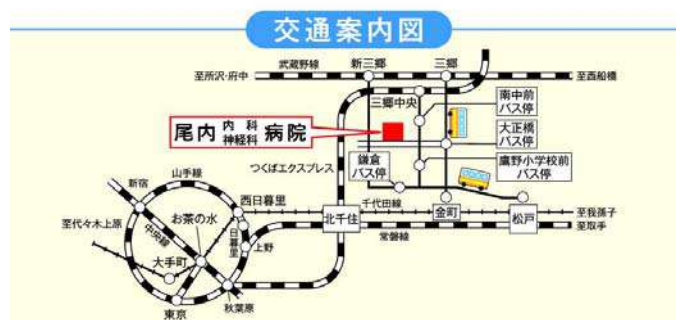 交通案内図
武蔵野線
新三郷
三郷
至所沢・府中
至西船橋
三郷中央
南中前
バス停
尾内 内科 神経科 病院
大正橋
バス停
鷹野小学校前
バス停
鎌倉
バス停
つくばエクスプレス
山手線
新宿
西日暮里
千代田線
至代々木上原
お茶の水
北千住
金町
松戸
至我孫子
至取手
中央線
日暮里
上野
常磐線
大手町
東京
秋葉原